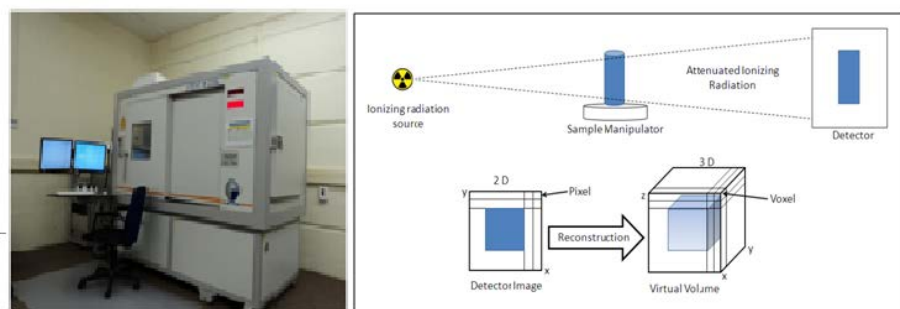 Ionizing radiation
source
Sample Manipulator
Attenuated Ionizing
Radiation
Detector
2 D
y
Pixel
x
Detector Image
Reconstruction
3 D
z
Voxel
y
x
Virtual Volume